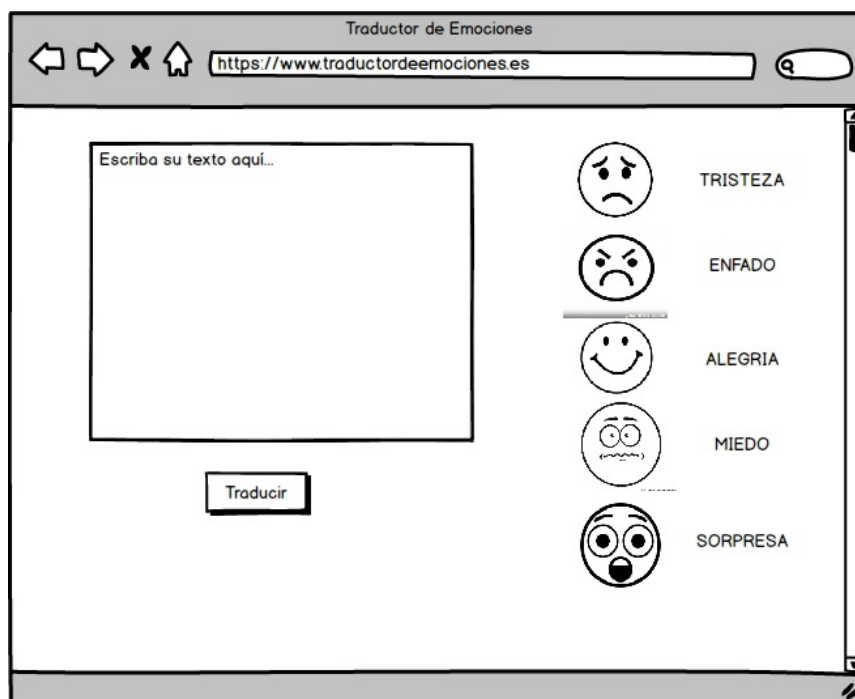 Traductor de Emociones
https://www.traductordeemociones.es
Escriba su texto aquí...
Traducir
TRISTEZA
ENFADO
ALEGRIA
MIEDO
SORPRESA